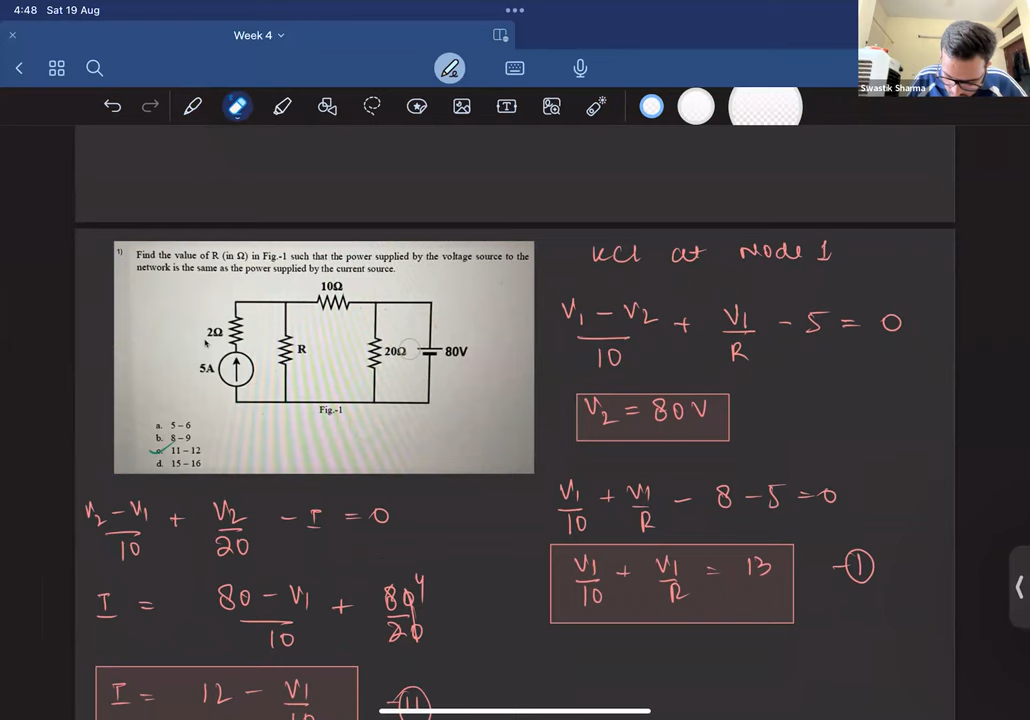 4:48 Sat 19 Aug
Week 4
Swastik Sharma
1) Find the value of R (in Ω) in Fig.-1 such that the power supplied by the voltage source to the
network is the same as the power supplied by the current source.
10Ω
2Ω
R
20Ω
80V
5A
Fig.-1
a. 5 – 6
b. 8 – 9
c. 11 – 12
d. 15 – 16
KCL at Node 1
V1 - V2 / 10 + V1 / R - 5 = 0
V2 = 80 V
V1 / 10 + V1 / R - 8 - 5 = 0
V1 / 10 + V1 / R = 13 - 1
V2 - V1 / 10 + V2 / 20 - I = 0
I = 80 - V1 / 10 + 80 / 20 4
I = 12 - V1 / 10 - 11